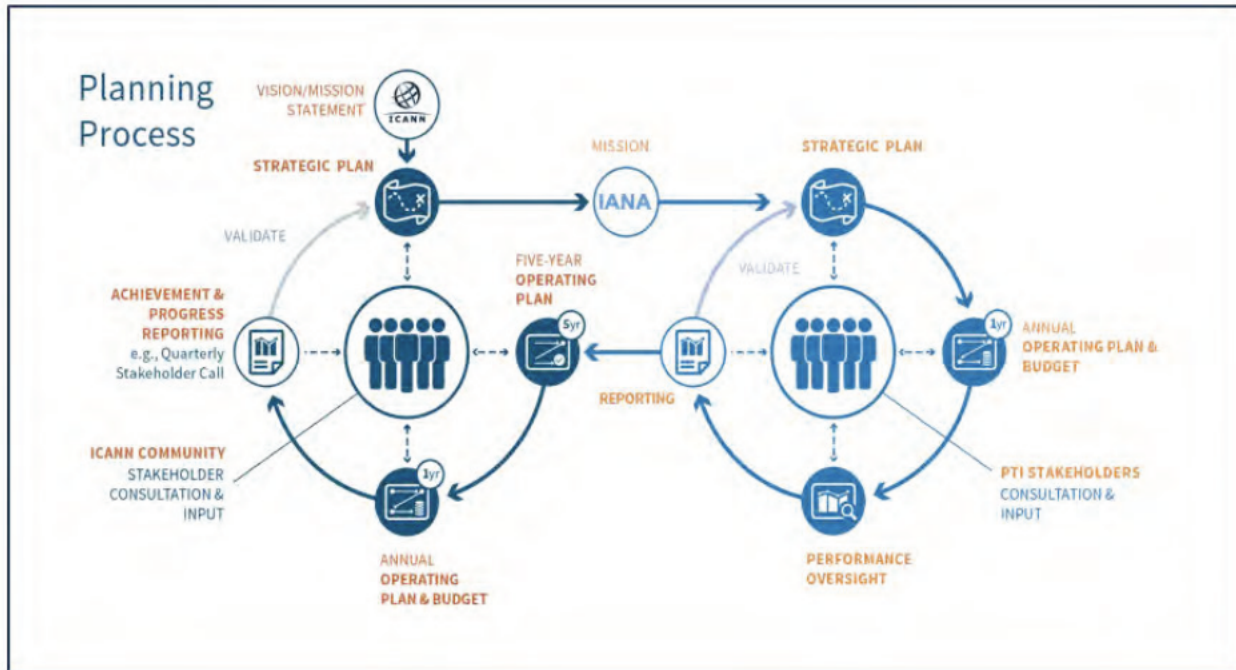 Planning
Process
VISION/MISSION
STATEMENT
ICANN
STRATEGIC PLAN
MISSION
IANA
STRATEGIC PLAN
VALIDATE
VALIDATE
FIVE-YEAR
OPERATING
PLAN
5yr
ACHIEVEMENT &
PROGRESS
REPORTING
e.g., Quarterly
Stakeholder Call
1yr
ANNUAL
OPERATING PLAN &
BUDGET
REPORTING
ICANN COMMUNITY
STAKEHOLDER
CONSULTATION &
INPUT
1yr
PTI STAKEHOLDERS
CONSULTATION &
INPUT
ANNUAL
OPERATING
PLAN & BUDGET
PERFORMANCE
OVERSIGHT